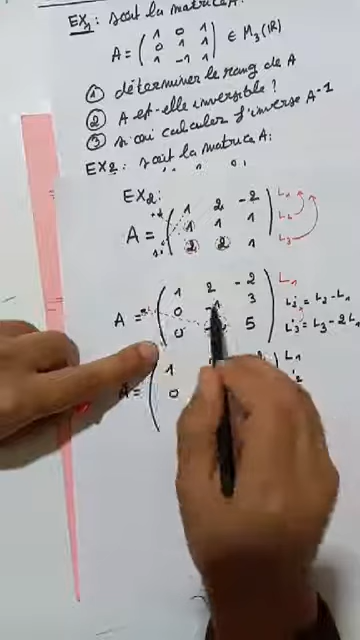 EX1: soit la matrice A:
A = ( 1 0 1
0 1 1 ∈ M3(IR)
1 -1 1 )
① déterminer le rang de A
② A est-elle inversible ?
③ si oui calculer l'inverse A-1
EX2: soit la matrice A:
EX2:
( 1 2 -2 ) L1
A = 1 1 1 L2
2 2 1 L3
( 1 2 -2 ) L1
A = 0 -1 3 L'2 = L2 - L1
0 5 L'3 = L3 - 2L1
( 1 L1
A = 0